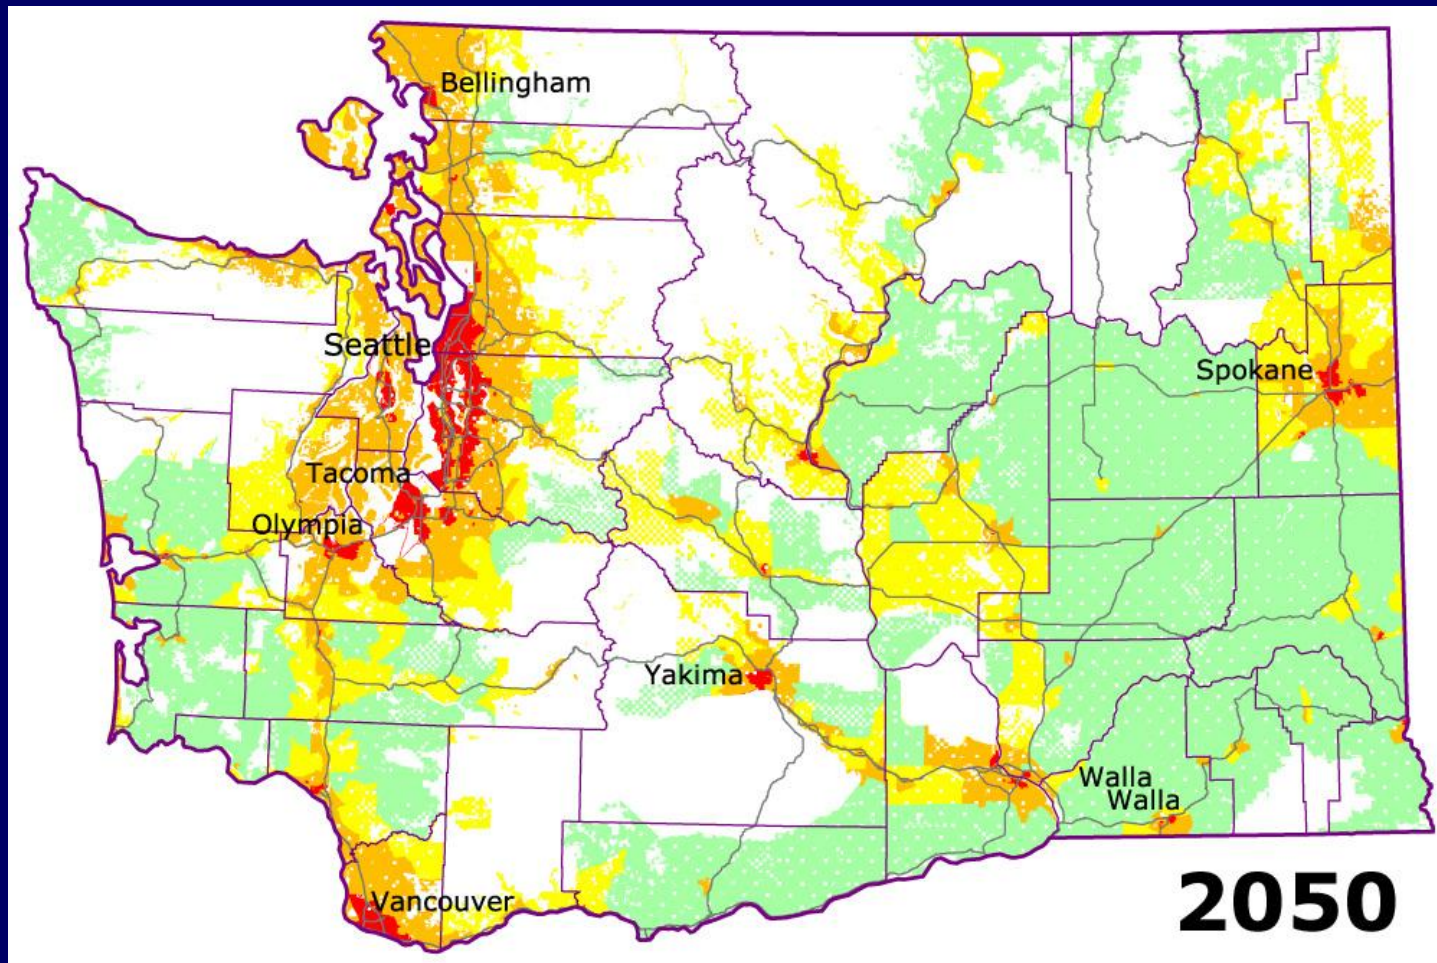 Bellingham
Seattle
Spokane
Tacoma
Olympia
Yakima
Walla
Walla
Vancouver
2050